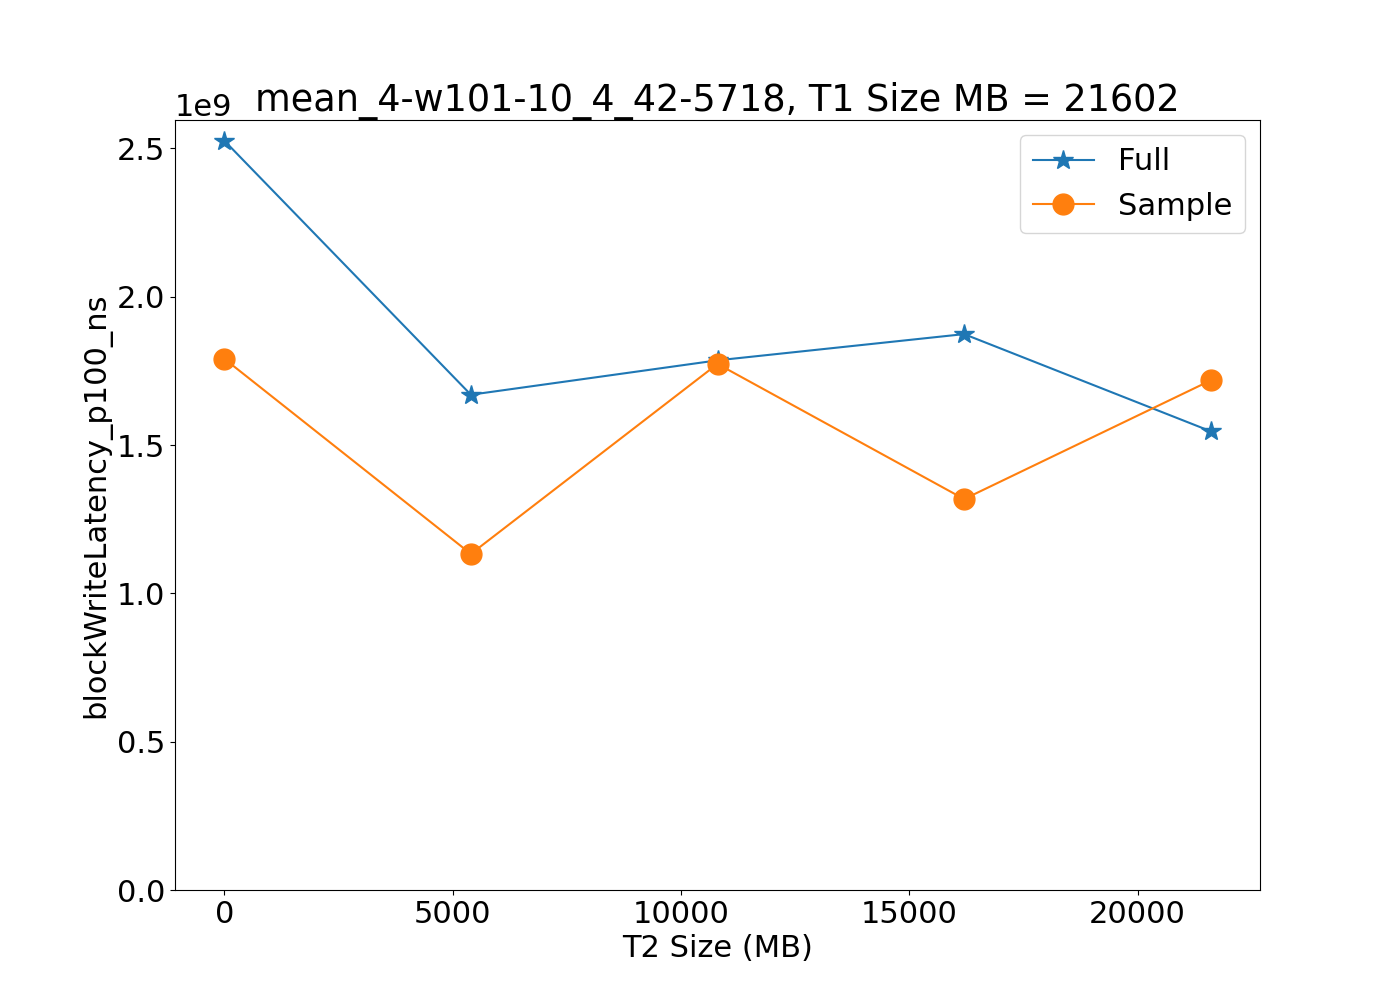 1e9
mean_4-w101-10_4_42-5718, T1 Size MB = 21602
Full
Sample
blockWriteLatency_p100_ns
2.5
2.0
1.5
1.0
0.5
0.0
0 5000 10000 15000 20000
T2 Size (MB)